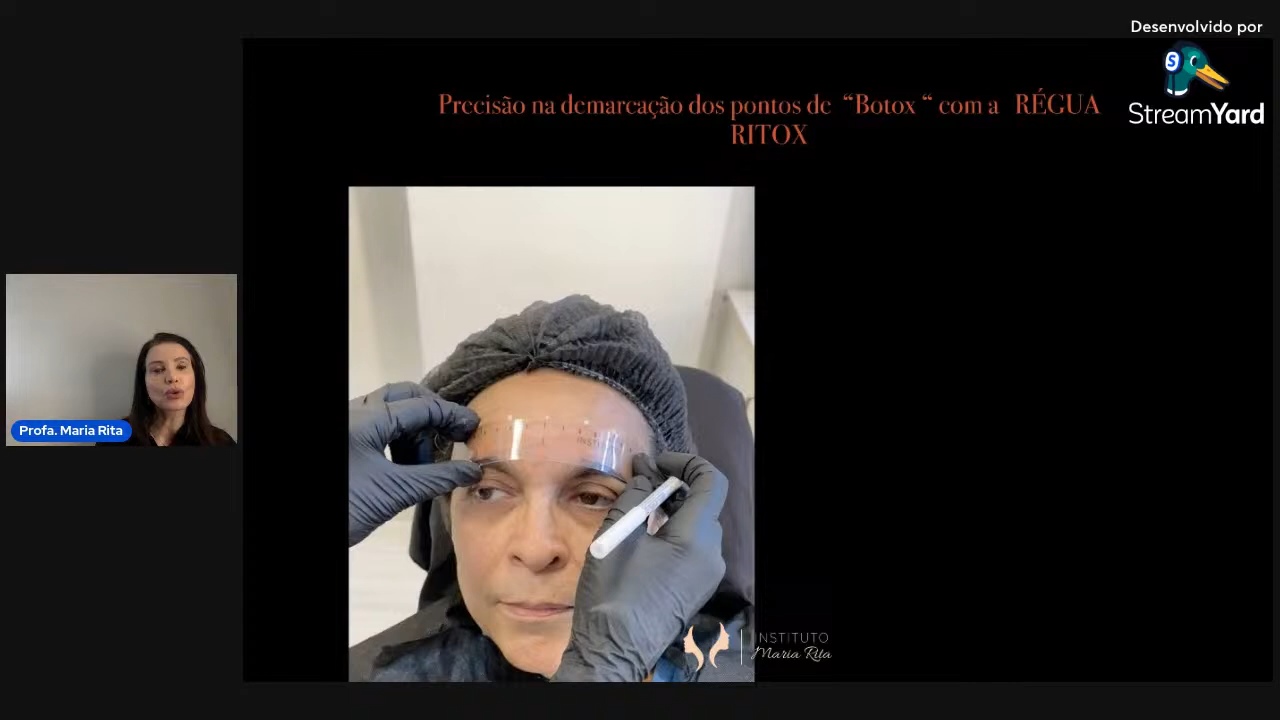 Desenvolvido por
StreamYard
Precisão na demarcação dos pontos de “Botox “ com a RÉGUA
RITOX
INSTI
Profa. Maria Rita
INSTITUTO
Maria Rita